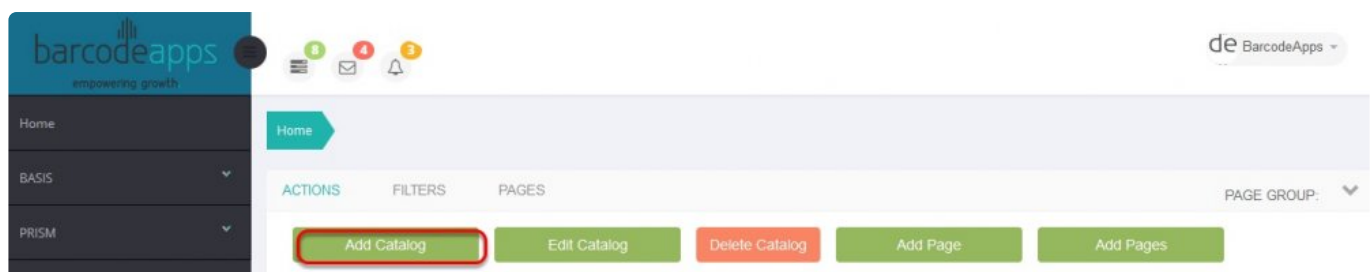 barcodeapps
empowering growth
8 4 3
de BarcodeApps
Home
BASIS
PRISM
Home
ACTIONS FILTERS PAGES PAGE GROUP:
Add Catalog Edit Catalog Delete Catalog Add Page Add Pages